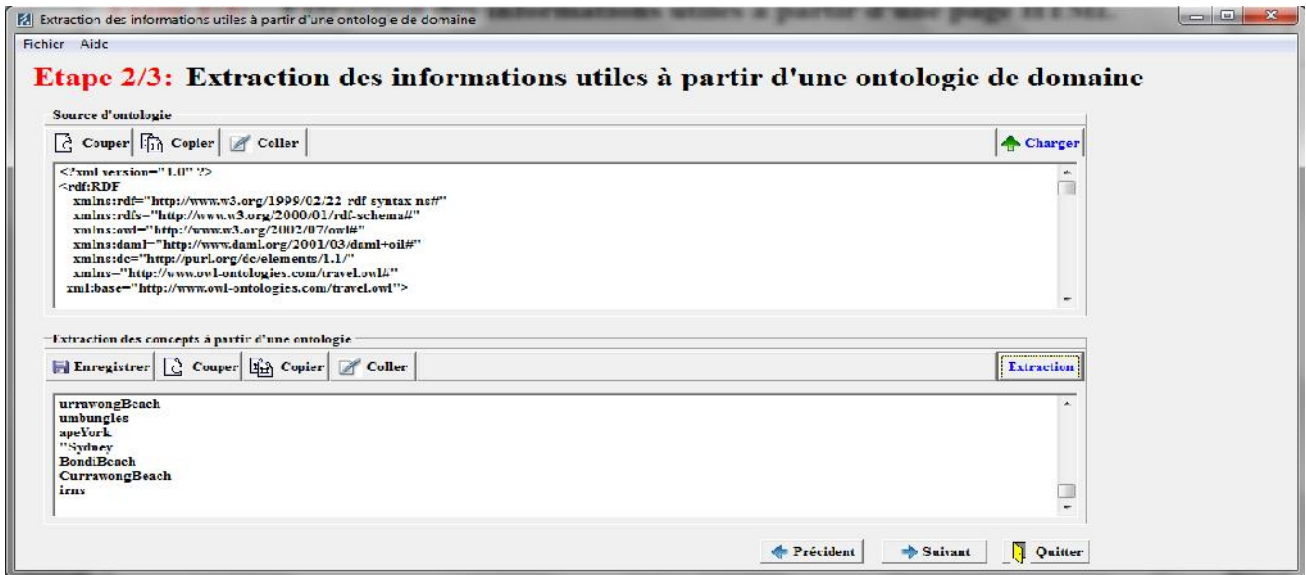 Extraction des informations utiles à partir d'une ontologie de domaine
Fichier Aide
Etape 2/3: Extraction des informations utiles à partir d'une ontologie de domaine
Source d'ontologie
Couper Copier Coller Charger
<?xml version="1.0" ?>
<rdf:RDF
xmlns:rdf="http://www.w3.org/1999/02/22-rdf-syntax-ns#"
xmlns:rdfs="http://www.w3.org/2000/01/rdf-schema#"
xmlns:owl="http://www.w3.org/2002/07/owl#"
xmlns:daml="http://www.daml.org/2001/03/daml+oil#"
xmlns:dc="http://purl.org/dc/elements/1.1/"
xmlns="http://www.owl-ontologies.com/travel.owl#"
xml:base="http://www.owl-ontologies.com/travel.owl">
Extraction des concepts à partir d'une ontologie
Enregistrer Couper Copier Coller Extraction
urrawongBeach
umbungles
apeYork
"Sydney
BondiBeach
CurrawongBeach
irns
Précident Suivant Quitter